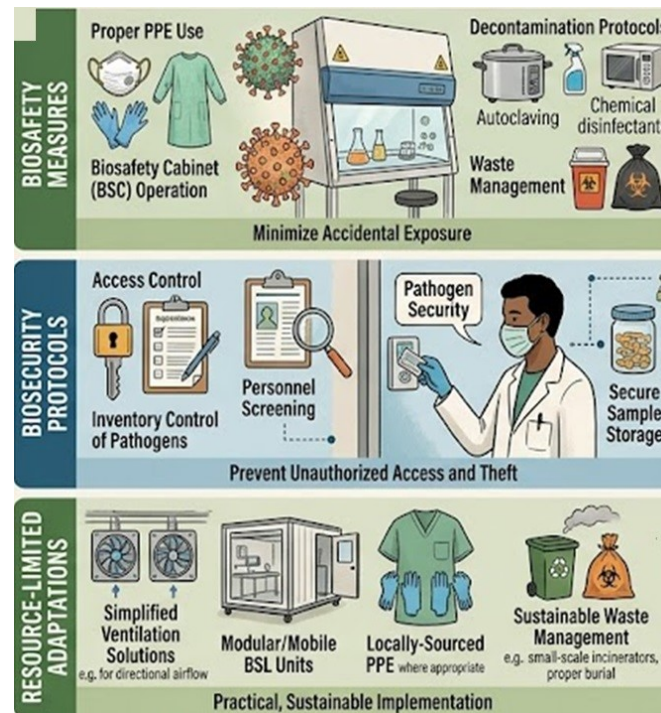 BIOSAFETY
MEASURES
Proper PPE Use
Biosafety Cabinet
(BSC) Operation
Decontamination Protocols
Autoclaving
Chemical
disinfectant
Waste
Management
Minimize Accidental Exposure
BIOSECURITY
PROTOCOLS
Access Control
Inventory Control
of Pathogens
Personnel
Screening
Pathogen
Security
Secure
Sample
Storage
Prevent Unauthorized Access and Theft
RESOURCE-LIMITED
ADAPTATIONS
Simplified
Ventilation
Solutions
e.g. for directional airflow
Modular/Mobile
BSL Units
Locally-Sourced
PPE where appropriate
Sustainable Waste
Management
e.g. small-scale incinerators,
proper burial
Practical, Sustainable Implementation